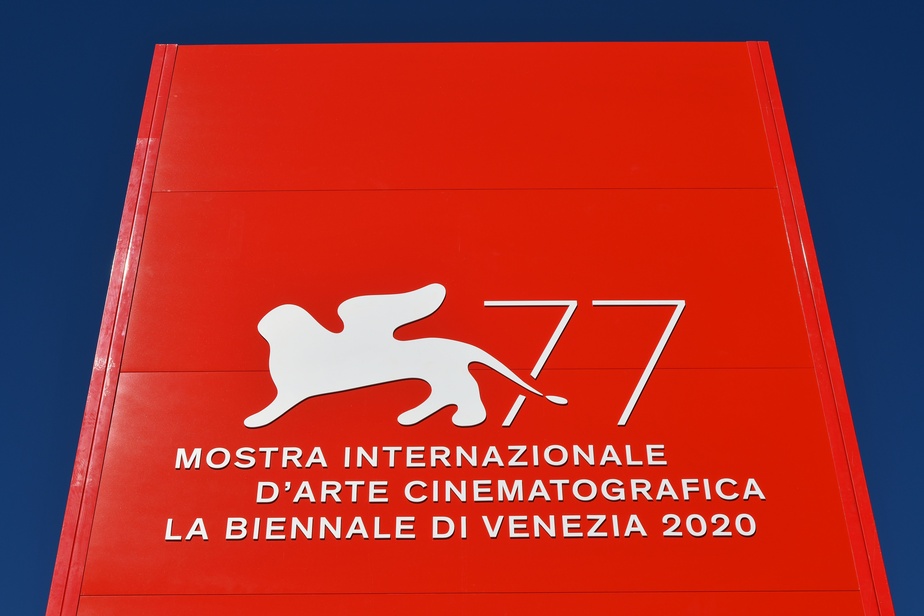 77
MOSTRA INTERNAZIONALE
D'ARTE CINEMATOGRAFICA
LA BIENNALE DI VENEZIA 2020